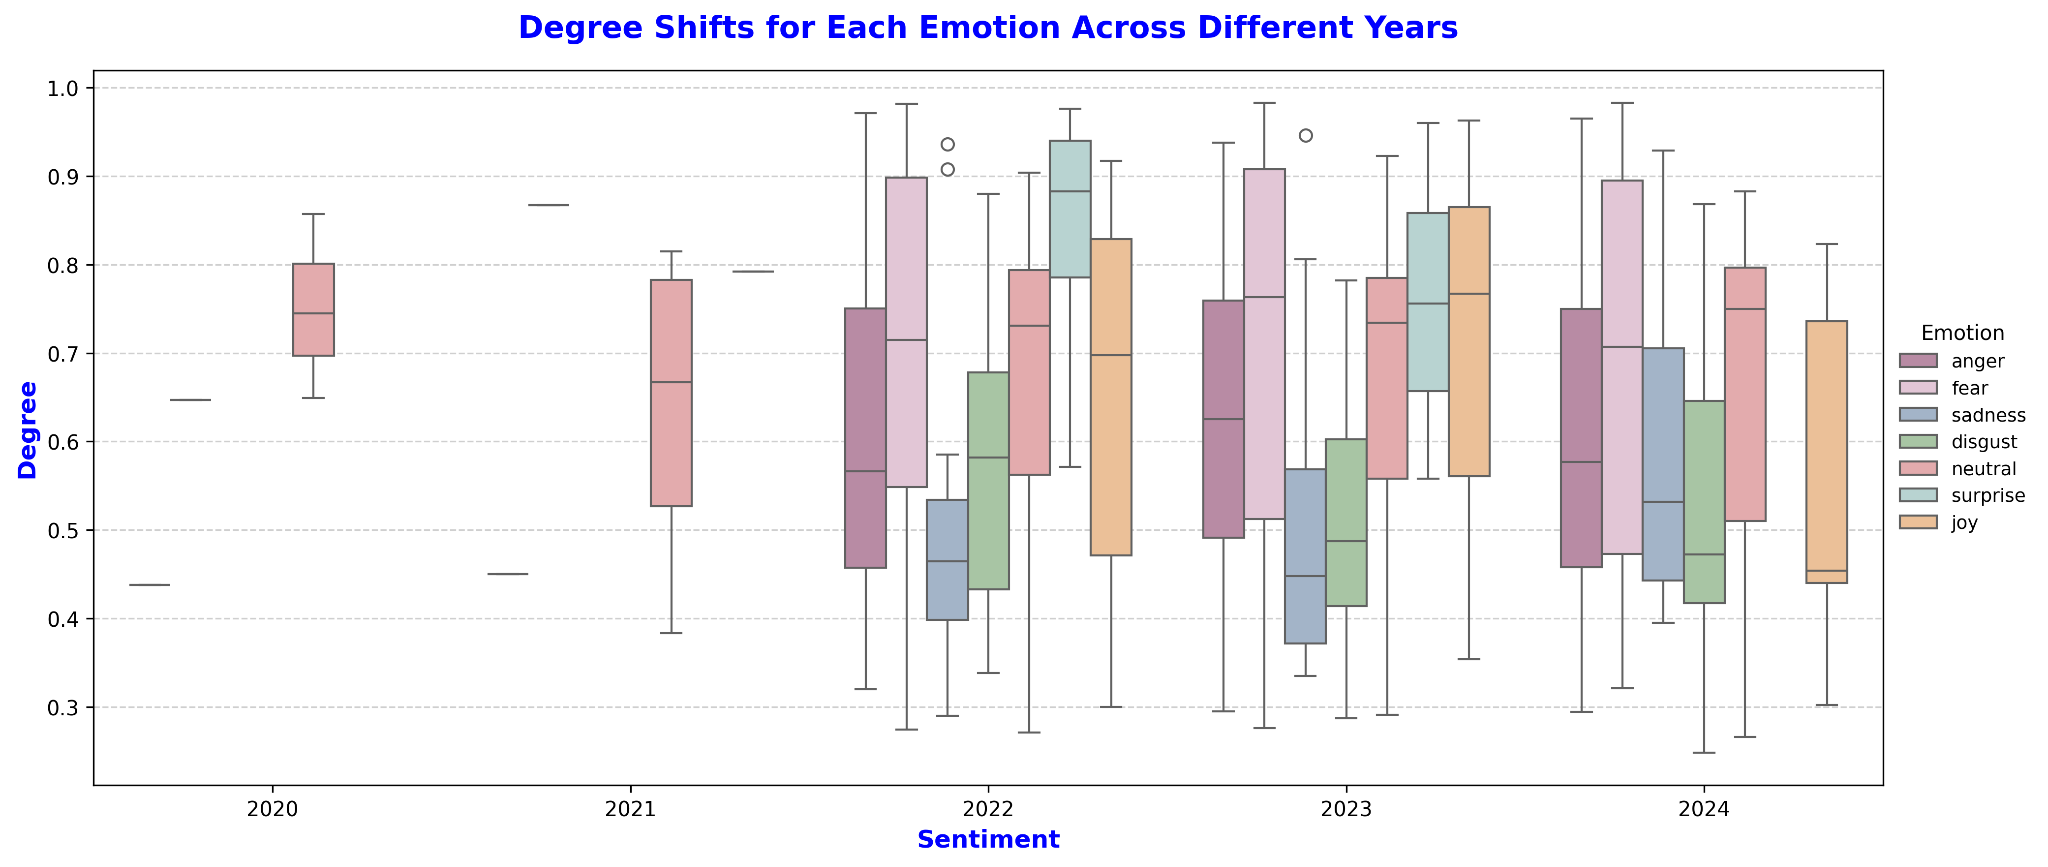 Degree Shifts for Each Emotion Across Different Years
Degree
1.0
0.9
0.8
0.7
0.6
0.5
0.4
0.3
2020 2021 2022 2023 2024
Sentiment
Emotion
anger
fear
sadness
disgust
neutral
surprise
joy